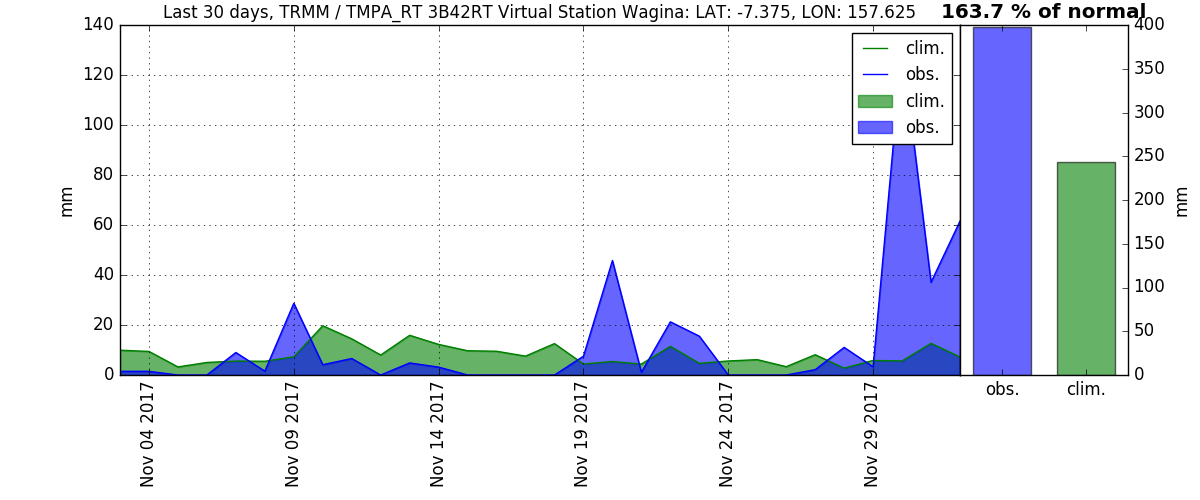 Last 30 days, TRMM / TMPA_RT 3B42RT Virtual Station Wagina: LAT: -7.375, LON: 157.625
163.7 % of normal
140
120
100
80
60
40
20
0
mm
clim.
obs.
clim.
obs.
Nov 04 2017
Nov 09 2017
Nov 14 2017
Nov 19 2017
Nov 24 2017
Nov 29 2017
400
350
300
250
200
150
100
50
0
mm
obs.
clim.